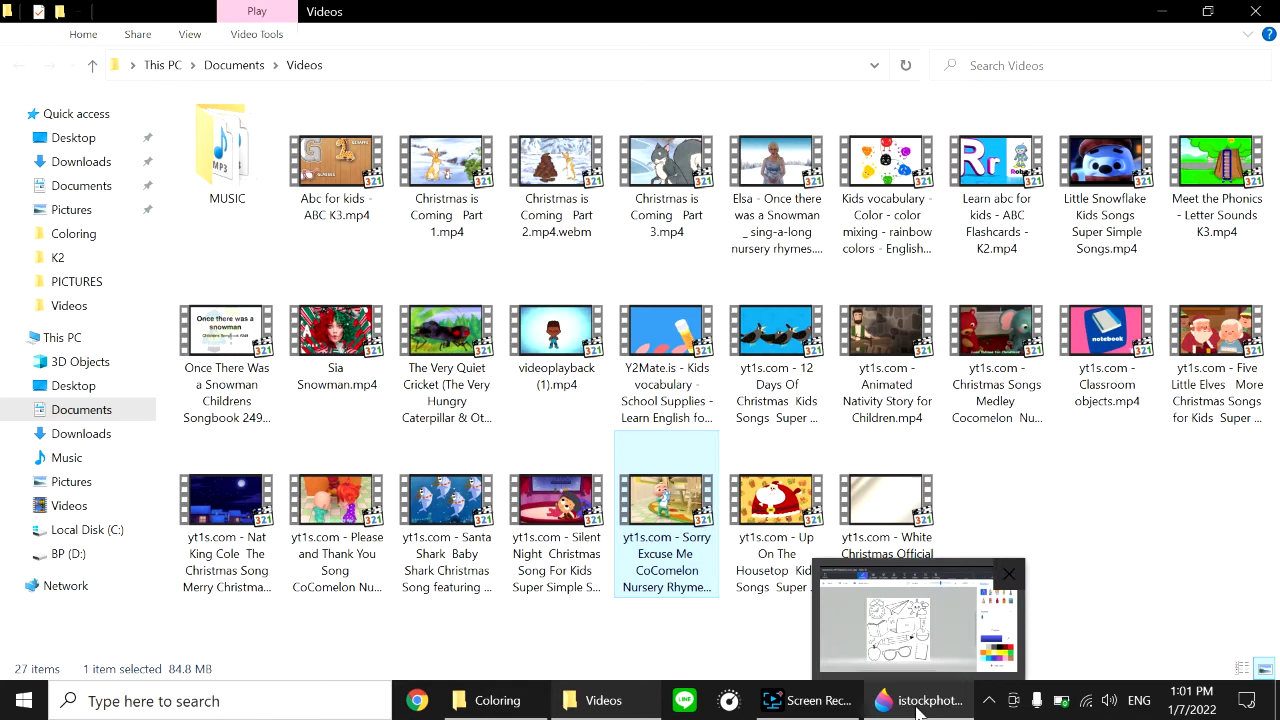 Play
Videos
Home
Share
View
Video Tools
This PC
Documents
Videos
Search Videos
Quick access
Desktop
Downloads
Documents
Pictures
Coloring
K2
PICTURES
Videos
This PC
3D Objects
Desktop
Documents
Downloads
Music
Pictures
Videos
Local Disk (C:)
BP (D:)
Network
MUSIC
Abc for kids -
ABC K3.mp4
Christmas is
Coming Part
1.mp4
Christmas is
Coming Part
2.mp4.webm
Christmas is
Coming Part
3.mp4
Elsa - Once there
was a Snowman
_ sing-a-long
nursery rhymes....
Kids vocabulary -
Color - color
mixing - rainbow
colors - English...
Learn abc for
kids - ABC
Flashcards -
K2.mp4
Little Snowflake
Kids Songs
Super Simple
Songs.mp4
Meet the Phonics
- Letter Sounds
K3.mp4
Once there was a
snowman
Once There Was
a Snowman
Childrens
Songbook 249...
Sia
Snowman.mp4
The Very Quiet
Cricket (The Very
Hungry
Caterpillar & Ot...
videoplayback
(1).mp4
Y2Mate.is - Kids
vocabulary -
School Supplies -
Learn English fo...
yt1s.com - 12
Days Of
Christmas Kids
Songs Super ...
yt1s.com -
Animated
Nativity Story for
Children.mp4
yt1s.com -
Christmas Songs
Medley
Cocomelon Nu...
notebook
yt1s.com -
Classroom
objects.mp4
yt1s.com - Five
Little Elves More
Christmas Songs
for Kids Super ...
yt1s.com - Nat
King Cole The
Christmas Song
Merry Christma...
yt1s.com - Please
and Thank You
Song
CoComelon Nu...
yt1s.com - Santa
Shark Baby
Shark Christmas
Song featuring ...
yt1s.com - Silent
Night Christmas
Song For Kids
Super Simple S...
yt1s.com - Sorry
Excuse Me
CoComelon
Nursery Rhyme...
yt1s.com - Up
On The
Housetop Kids
Songs Super
yt1s.com - White
Christmas Official
27 items
1 item selected 84.8 MB
Type here to search
Coloring
Videos
LINE
Screen Rec...
istockphot...
ENG
1:01 PM
1/7/2022